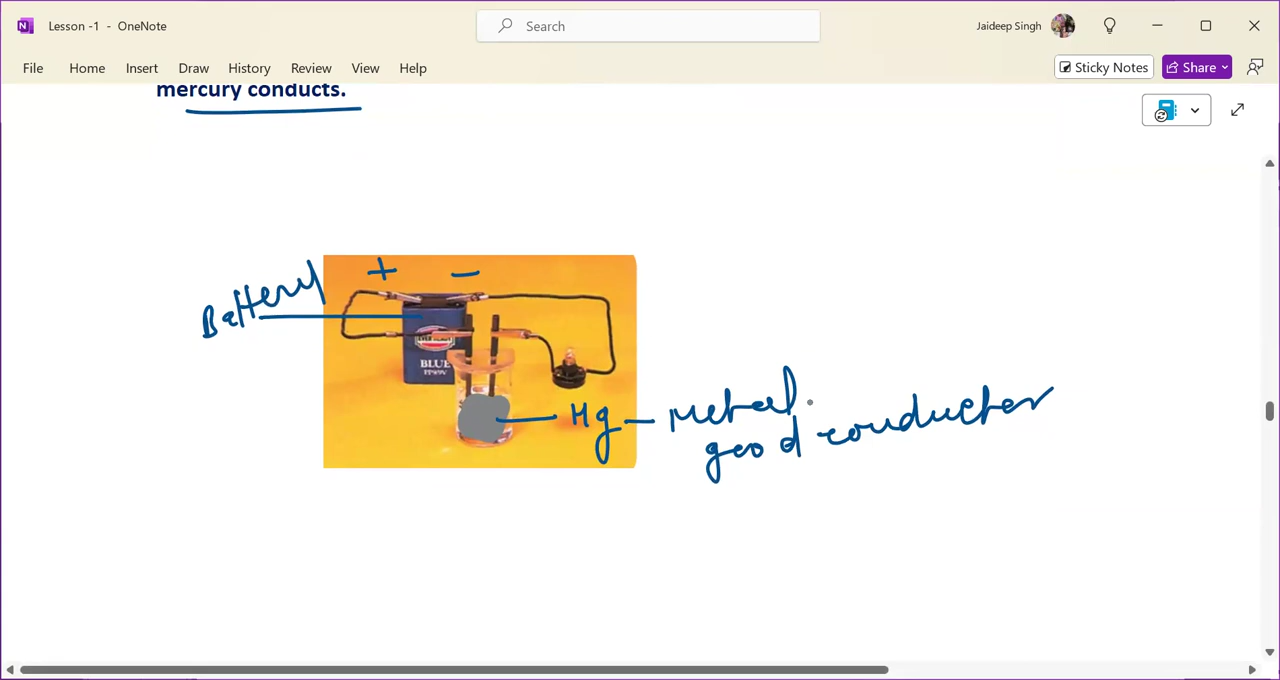 Lesson -1 - OneNote
Search
Jaideep Singh
File Home Insert Draw History Review View Help
Sticky Notes Share
mercury conducts.
+ -
Battery
BLUE
Hg - Metal
good conductor